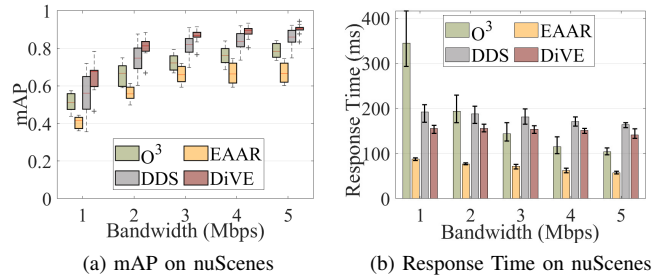 mAP
1
0.8
0.6
0.4
0.2
0
O³ EAAR
DDS DiVE
1 2 3 4 5
Bandwidth (Mbps)
(a) mAP on nuScenes
Response Time (ms)
400
300
200
100
0
O³ EAAR
DDS DiVE
1 2 3 4 5
Bandwidth (Mbps)
(b) Response Time on nuScenes